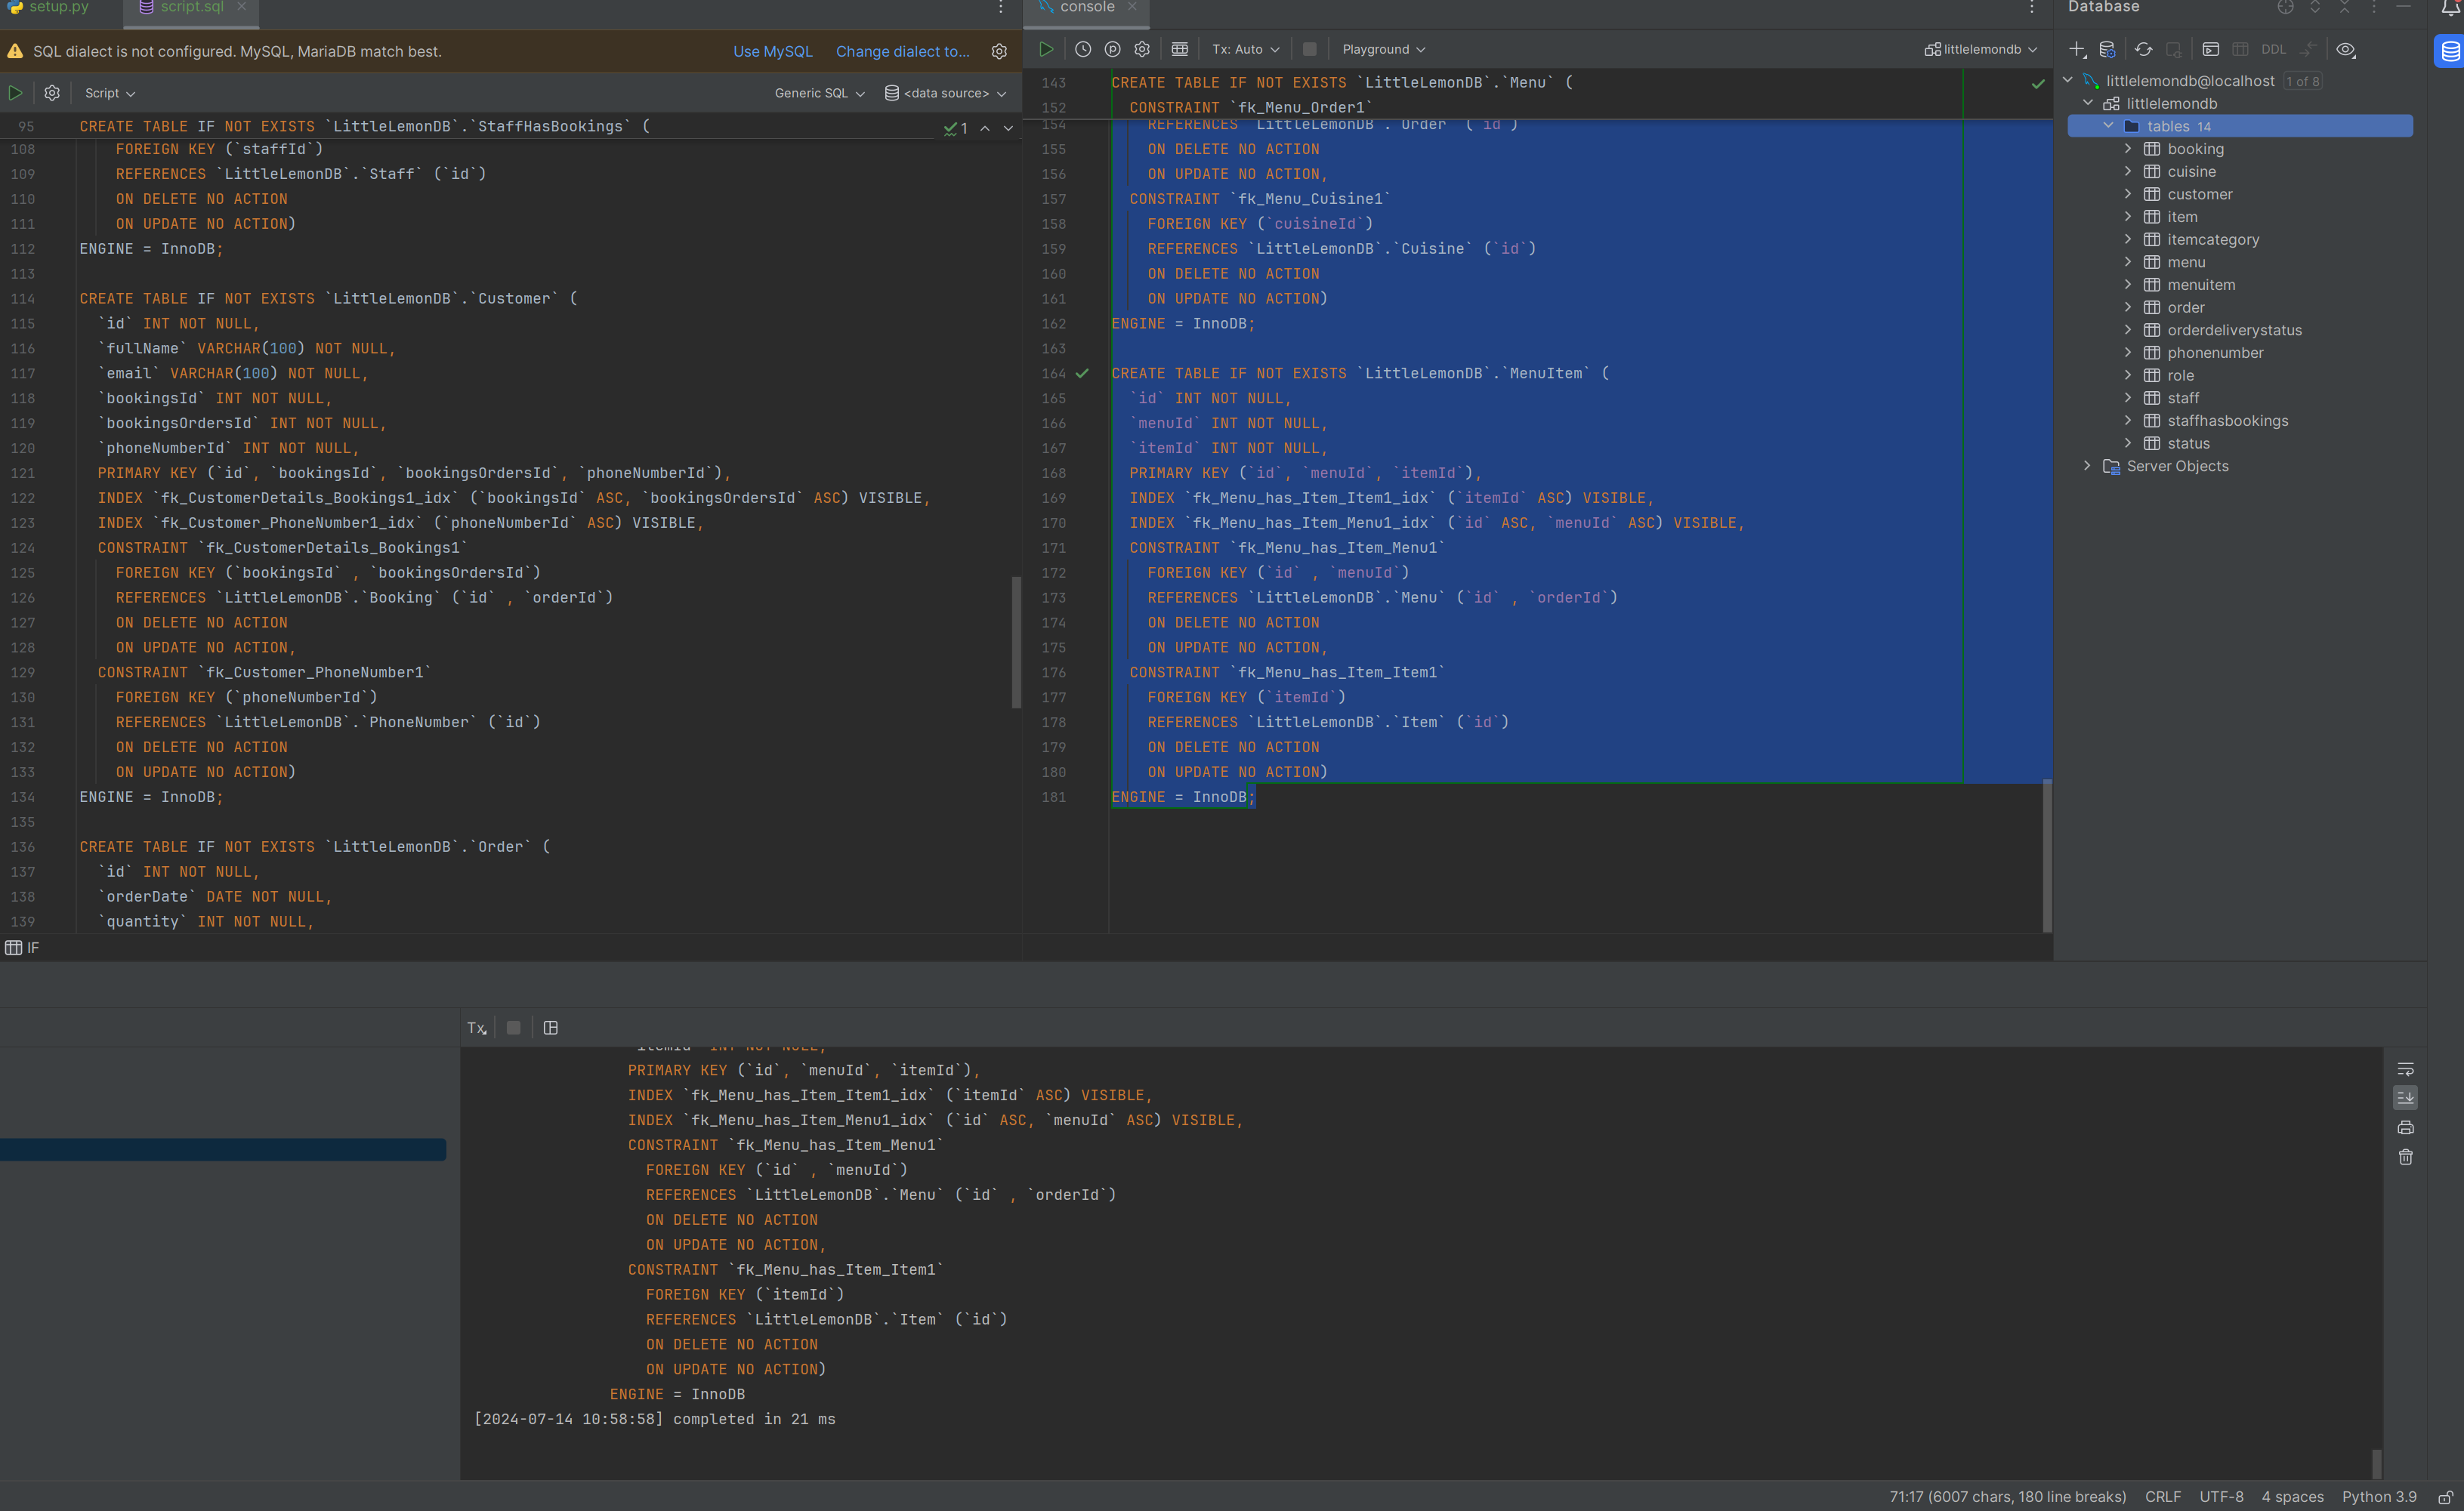 setup.py
script.sql
console
Database
SQL dialect is not configured. MySQL, MariaDB match best.
Use MySQL
Change dialect to...
Script
Generic SQL
<data source>
Tx: Auto
Playground
littlelemondb
DDL
95 CREATE TABLE IF NOT EXISTS `LittleLemonDB`.`StaffHasBookings` (
1
108 FOREIGN KEY (`staffId`)
109 REFERENCES `LittleLemonDB`.`Staff` (`id`)
110 ON DELETE NO ACTION
111 ON UPDATE NO ACTION)
112 ENGINE = InnoDB;
113
114 CREATE TABLE IF NOT EXISTS `LittleLemonDB`.`Customer` (
115 `id` INT NOT NULL,
116 `fullName` VARCHAR(100) NOT NULL,
117 `email` VARCHAR(100) NOT NULL,
118 `bookingsId` INT NOT NULL,
119 `bookingsOrdersId` INT NOT NULL,
120 `phoneNumberId` INT NOT NULL,
121 PRIMARY KEY (`id`, `bookingsId`, `bookingsOrdersId`, `phoneNumberId`),
122 INDEX `fk_CustomerDetails_Bookings1_idx` (`bookingsId` ASC, `bookingsOrdersId` ASC) VISIBLE,
123 INDEX `fk_Customer_PhoneNumber1_idx` (`phoneNumberId` ASC) VISIBLE,
124 CONSTRAINT `fk_CustomerDetails_Bookings1`
125 FOREIGN KEY (`bookingsId` , `bookingsOrdersId`)
126 REFERENCES `LittleLemonDB`.`Booking` (`id` , `orderId`)
127 ON DELETE NO ACTION
128 ON UPDATE NO ACTION,
129 CONSTRAINT `fk_Customer_PhoneNumber1`
130 FOREIGN KEY (`phoneNumberId`)
131 REFERENCES `LittleLemonDB`.`PhoneNumber` (`id`)
132 ON DELETE NO ACTION
133 ON UPDATE NO ACTION)
134 ENGINE = InnoDB;
135
136 CREATE TABLE IF NOT EXISTS `LittleLemonDB`.`Order` (
137 `id` INT NOT NULL,
138 `orderDate` DATE NOT NULL,
139 `quantity` INT NOT NULL,
IF
143 CREATE TABLE IF NOT EXISTS `LittleLemonDB`.`Menu` (
152 CONSTRAINT `fk_Menu_Order1`
154 REFERENCES `LittleLemonDB`.`Order` (`id`)
155 ON DELETE NO ACTION
156 ON UPDATE NO ACTION,
157 CONSTRAINT `fk_Menu_Cuisine1`
158 FOREIGN KEY (`cuisineId`)
159 REFERENCES `LittleLemonDB`.`Cuisine` (`id`)
160 ON DELETE NO ACTION
161 ON UPDATE NO ACTION)
162 ENGINE = InnoDB;
163
164 CREATE TABLE IF NOT EXISTS `LittleLemonDB`.`MenuItem` (
165 `id` INT NOT NULL,
166 `menuId` INT NOT NULL,
167 `itemId` INT NOT NULL,
168 PRIMARY KEY (`id`, `menuId`, `itemId`),
169 INDEX `fk_Menu_has_Item_Item1_idx` (`itemId` ASC) VISIBLE,
170 INDEX `fk_Menu_has_Item_Menu1_idx` (`id` ASC, `menuId` ASC) VISIBLE,
171 CONSTRAINT `fk_Menu_has_Item_Menu1`
172 FOREIGN KEY (`id` , `menuId`)
173 REFERENCES `LittleLemonDB`.`Menu` (`id` , `orderId`)
174 ON DELETE NO ACTION
175 ON UPDATE NO ACTION,
176 CONSTRAINT `fk_Menu_has_Item_Item1`
177 FOREIGN KEY (`itemId`)
178 REFERENCES `LittleLemonDB`.`Item` (`id`)
179 ON DELETE NO ACTION
180 ON UPDATE NO ACTION)
181 ENGINE = InnoDB;
littlelemondb@localhost 1 of 8
littlelemondb
tables 14
booking
cuisine
customer
item
itemcategory
menu
menuitem
order
orderdeliverystatus
phonenumber
role
staff
staffhasbookings
status
Server Objects
Tx
`itemId` INT NOT NULL,
PRIMARY KEY (`id`, `menuId`, `itemId`),
INDEX `fk_Menu_has_Item_Item1_idx` (`itemId` ASC) VISIBLE,
INDEX `fk_Menu_has_Item_Menu1_idx` (`id` ASC, `menuId` ASC) VISIBLE,
CONSTRAINT `fk_Menu_has_Item_Menu1`
FOREIGN KEY (`id` , `menuId`)
REFERENCES `LittleLemonDB`.`Menu` (`id` , `orderId`)
ON DELETE NO ACTION
ON UPDATE NO ACTION,
CONSTRAINT `fk_Menu_has_Item_Item1`
FOREIGN KEY (`itemId`)
REFERENCES `LittleLemonDB`.`Item` (`id`)
ON DELETE NO ACTION
ON UPDATE NO ACTION)
ENGINE = InnoDB
[2024-07-14 10:58:58] completed in 21 ms
71:17 (6007 chars, 180 line breaks) CRLF UTF-8 4 spaces Python 3.9